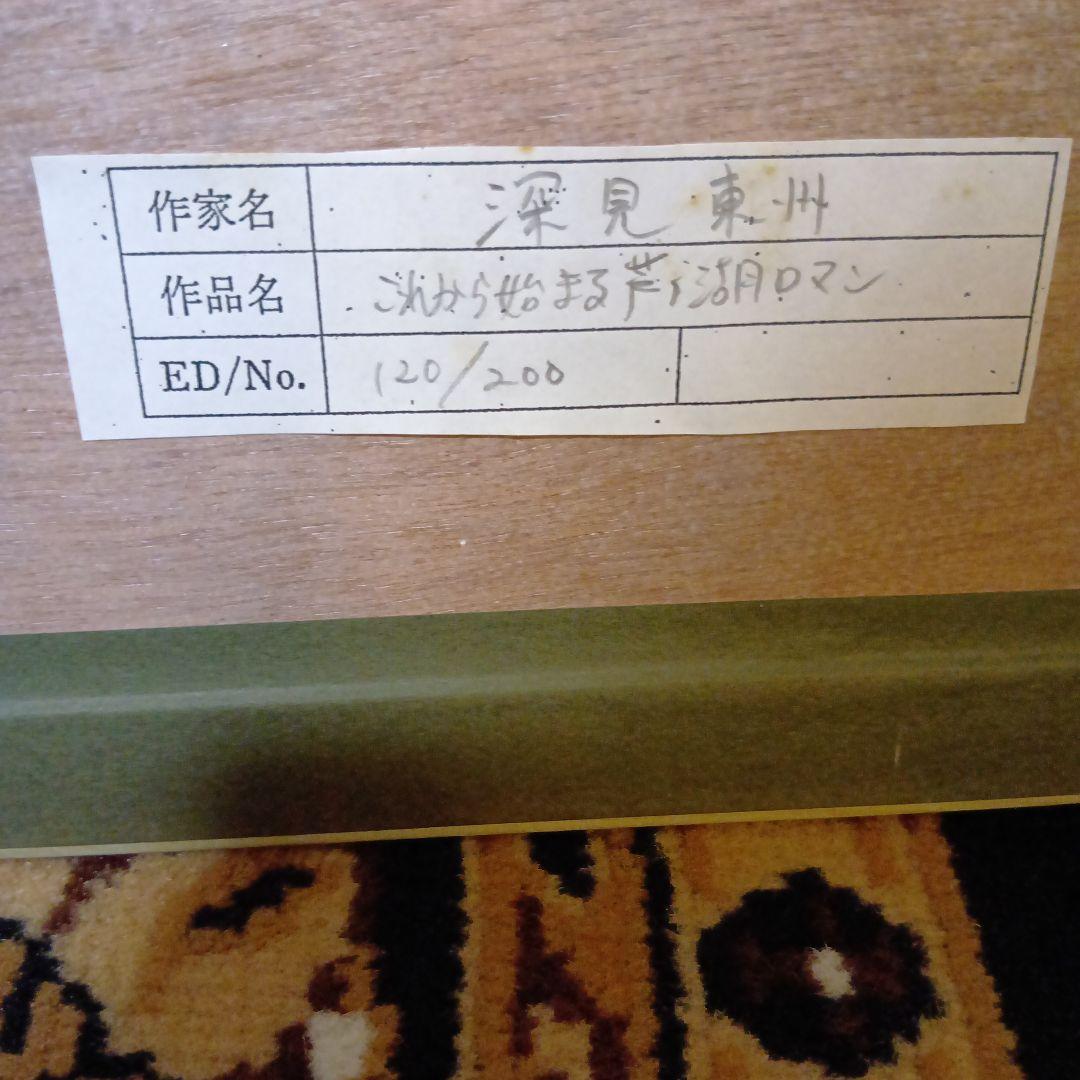 作家名 深見東州
作品名 これから始まる芦ノ湖ロマン
ED/No. 120/200